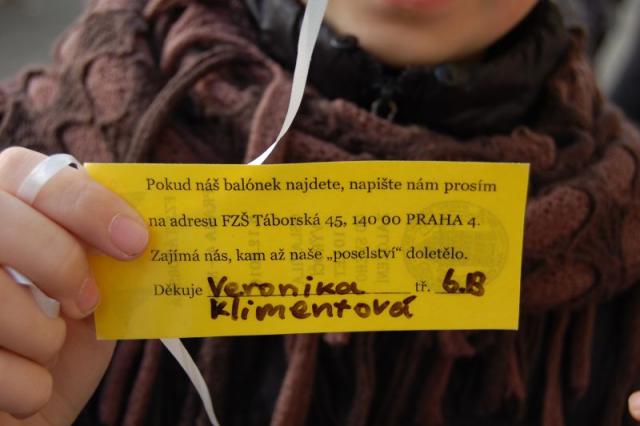 Pokud náš balónek najdete, napište nám prosím
na adresu FZŠ Táborská 45, 140 00 PRAHA 4.
Zajímá nás, kam až naše „poselství" doletělo.
Děkuje Veronika tř. 6.B
Klimentová